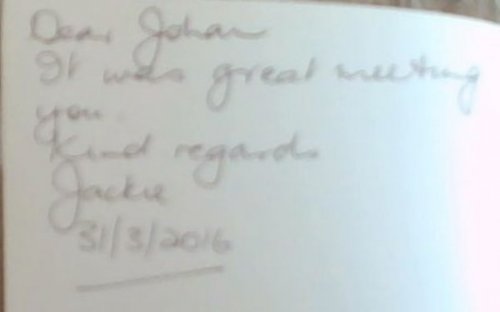 Dear Johan
It was great meeting
you.
Kind regards
Jackie
31/3/2016